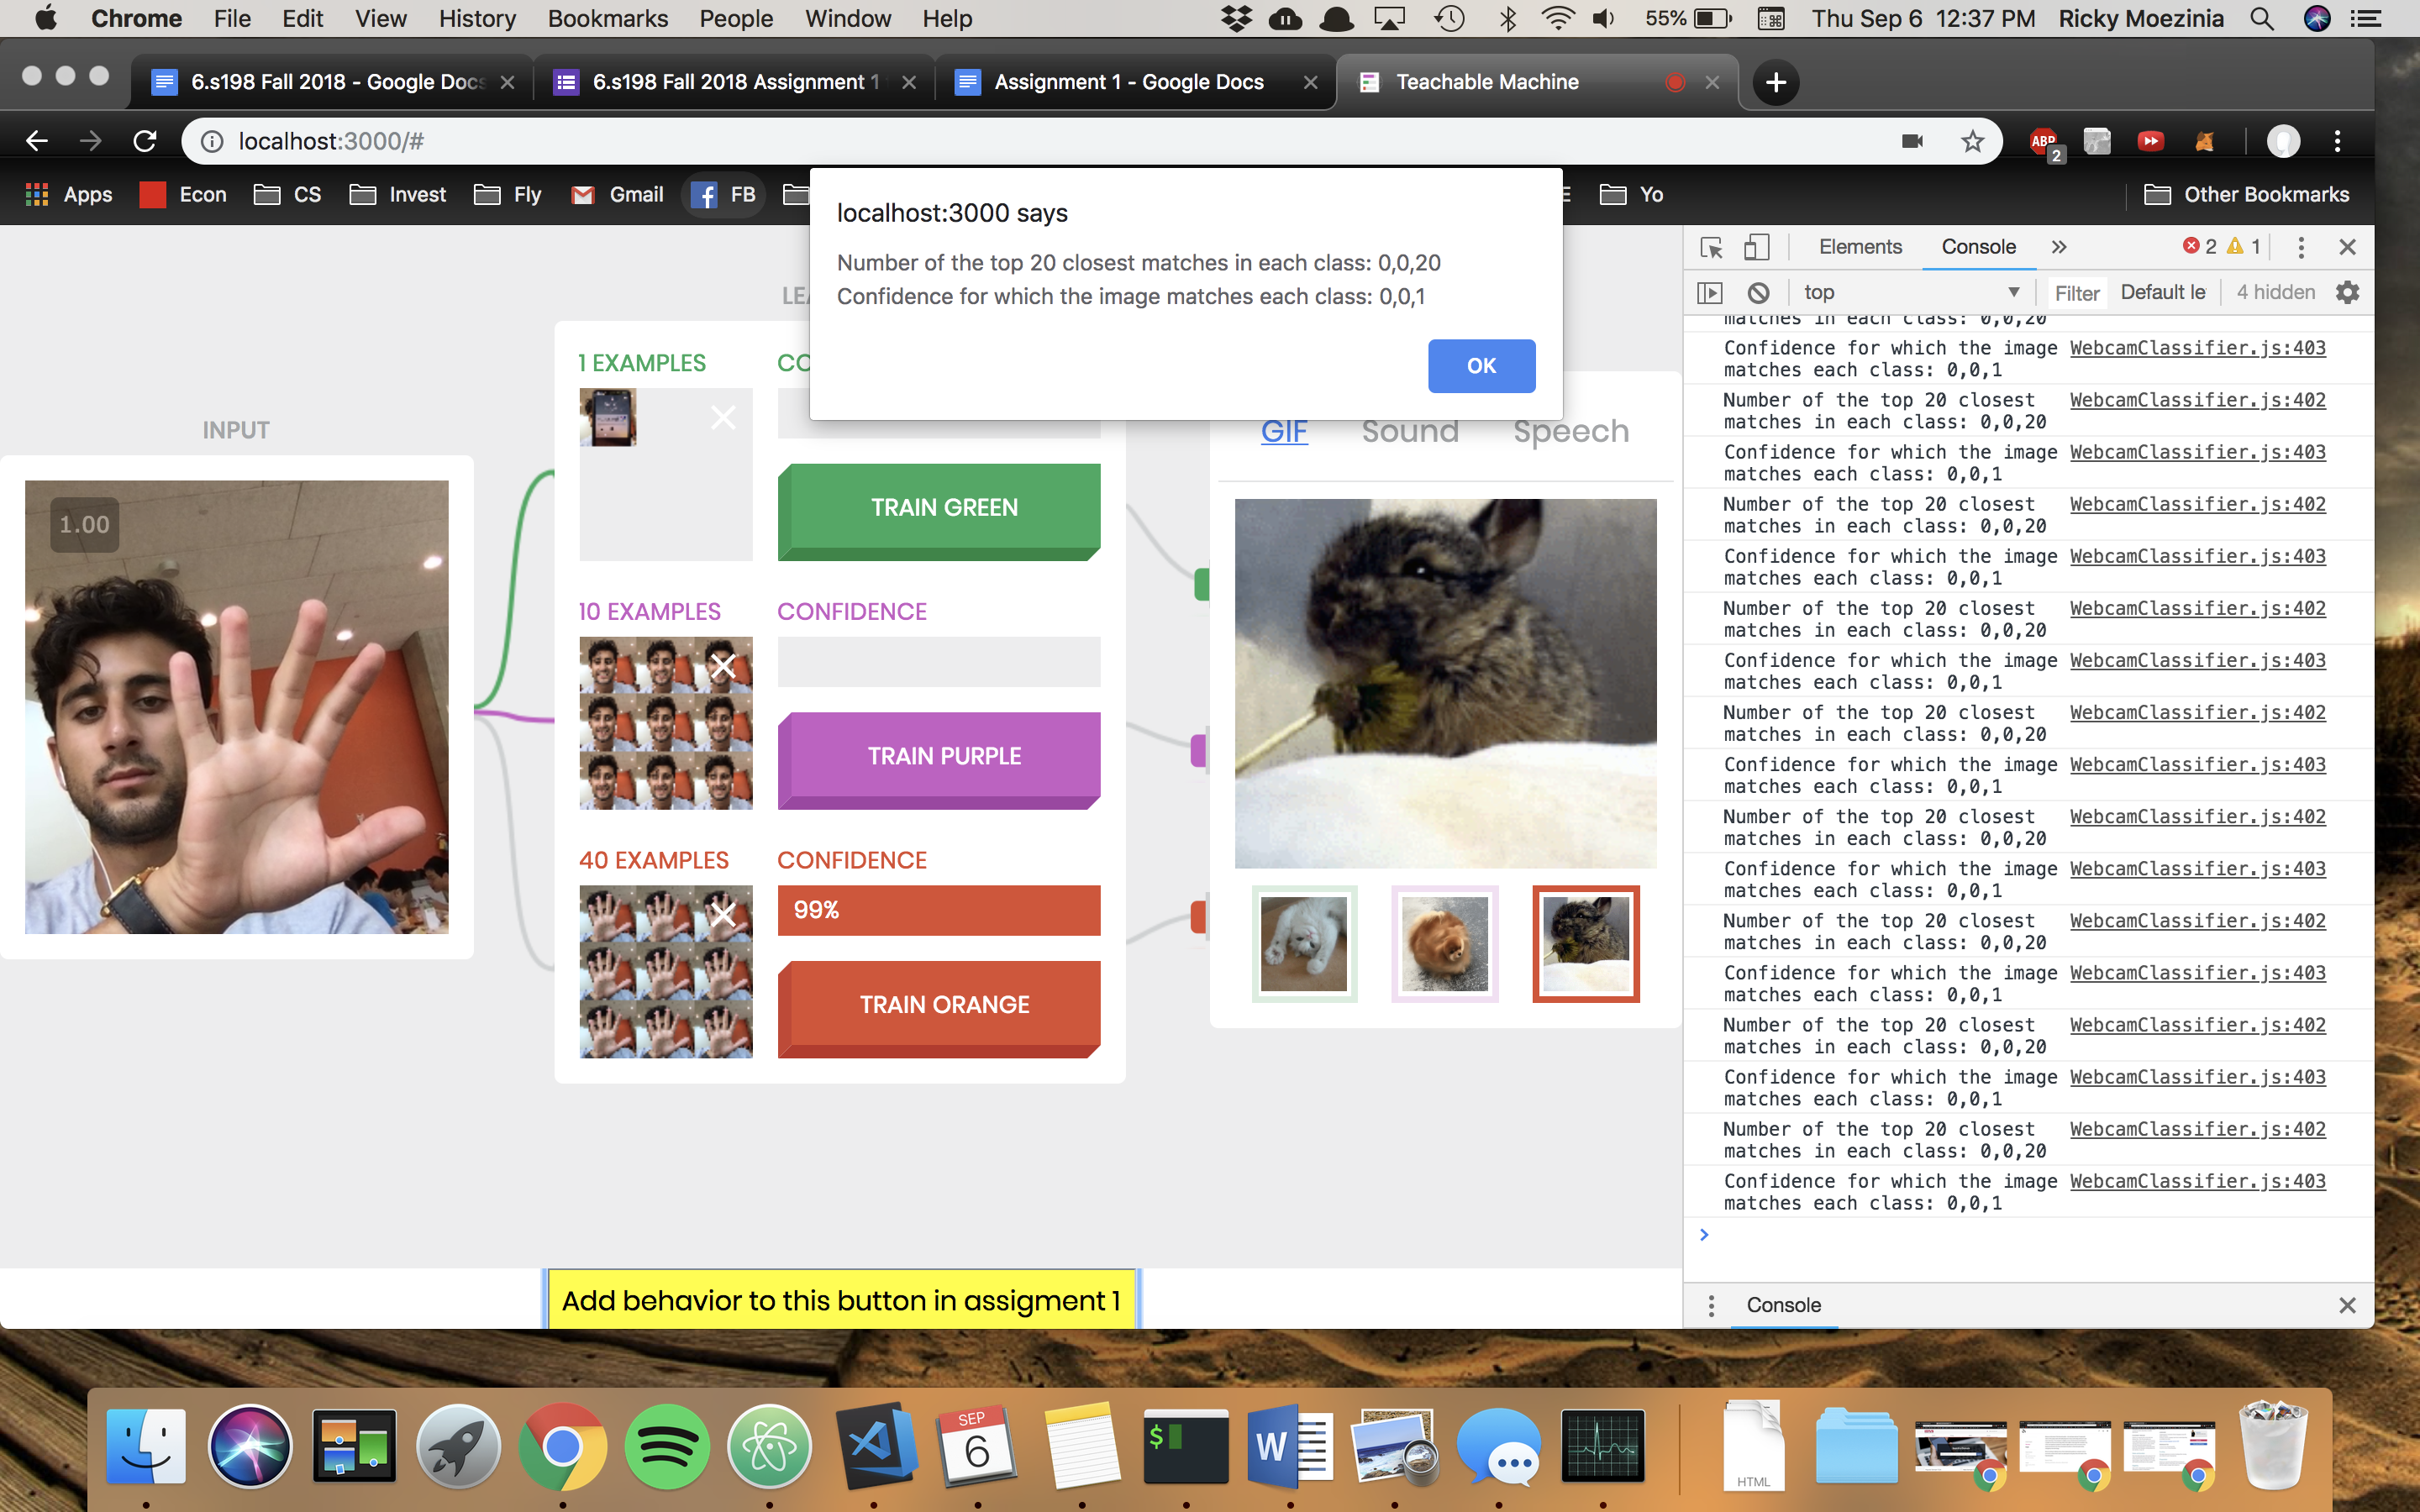 Chrome File Edit View History Bookmarks People Window Help 55% Thu Sep 6 12:37 PM Ricky Moezinia
6.s198 Fall 2018 - Google Docs 6.s198 Fall 2018 Assignment 1 Assignment 1 - Google Docs Teachable Machine
localhost:3000/# ABP 2
Apps Econ CS Invest Fly Gmail FB Yo Other Bookmarks
localhost:3000 says
Number of the top 20 closest matches in each class: 0,0,20
Confidence for which the image matches each class: 0,0,1
OK
INPUT
1.00
1 EXAMPLES
TRAIN GREEN
10 EXAMPLES CONFIDENCE
TRAIN PURPLE
40 EXAMPLES CONFIDENCE
99%
TRAIN ORANGE
GIF Sound Speech
Add behavior to this button in assigment 1
Elements Console 2 1
top Filter Default le 4 hidden
matches in each class: 0,0,20
Confidence for which the image WebcamClassifier.js:403
matches each class: 0,0,1
Number of the top 20 closest WebcamClassifier.js:402
matches in each class: 0,0,20
Confidence for which the image WebcamClassifier.js:403
matches each class: 0,0,1
Number of the top 20 closest WebcamClassifier.js:402
matches in each class: 0,0,20
Confidence for which the image WebcamClassifier.js:403
matches each class: 0,0,1
Number of the top 20 closest WebcamClassifier.js:402
matches in each class: 0,0,20
Confidence for which the image WebcamClassifier.js:403
matches each class: 0,0,1
Number of the top 20 closest WebcamClassifier.js:402
matches in each class: 0,0,20
Confidence for which the image WebcamClassifier.js:403
matches each class: 0,0,1
Number of the top 20 closest WebcamClassifier.js:402
matches in each class: 0,0,20
Confidence for which the image WebcamClassifier.js:403
matches each class: 0,0,1
Number of the top 20 closest WebcamClassifier.js:402
matches in each class: 0,0,20
Confidence for which the image WebcamClassifier.js:403
matches each class: 0,0,1
Number of the top 20 closest WebcamClassifier.js:402
matches in each class: 0,0,20
Confidence for which the image WebcamClassifier.js:403
matches each class: 0,0,1
Number of the top 20 closest WebcamClassifier.js:402
matches in each class: 0,0,20
Confidence for which the image WebcamClassifier.js:403
matches each class: 0,0,1
Console
SEP
6
$
W
HTML